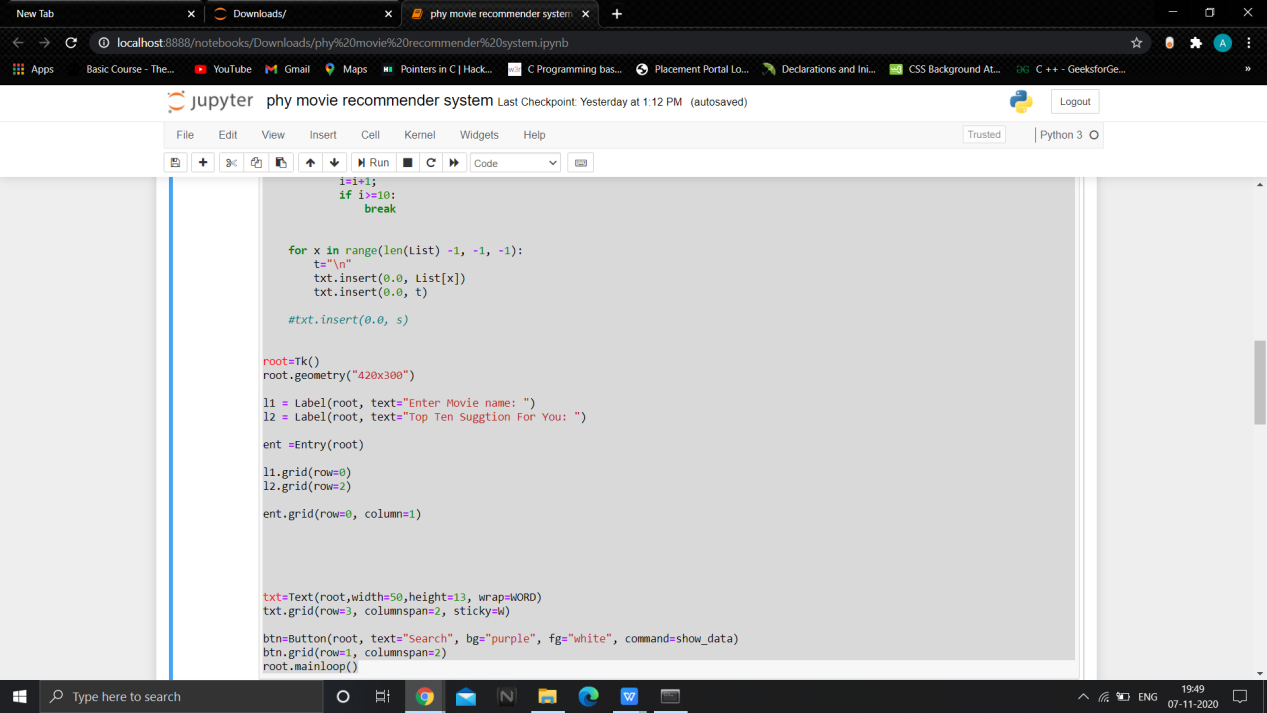 New Tab
Downloads/
phy movie recommender system
localhost:8888/notebooks/Downloads/phy%20movie%20recommender%20system.ipynb
A
Apps Basic Course - The... YouTube Gmail Maps Pointers in C | Hack... C Programming bas... Placement Portal Lo... Declarations and Ini... CSS Background At... C ++ - GeeksforGe... »
jupyter phy movie recommender system Last Checkpoint: Yesterday at 1:12 PM (autosaved) Logout
File Edit View Insert Cell Kernel Widgets Help Trusted Python 3
Run Code
i=i+1;
if i>=10:
break
for x in range(len(List) -1, -1, -1):
t="\n"
txt.insert(0.0, List[x])
txt.insert(0.0, t)
#txt.insert(0.0, s)
root=Tk()
root.geometry("420x300")
l1 = Label(root, text="Enter Movie name: ")
l2 = Label(root, text="Top Ten Suggtion For You: ")
ent =Entry(root)
l1.grid(row=0)
l2.grid(row=2)
ent.grid(row=0, column=1)
txt=Text(root,width=50,height=13, wrap=WORD)
txt.grid(row=3, columnspan=2, sticky=W)
btn=Button(root, text="Search", bg="purple", fg="white", command=show_data)
btn.grid(row=1, columnspan=2)
root.mainloop()
Type here to search
ENG
19:49
07-11-2020